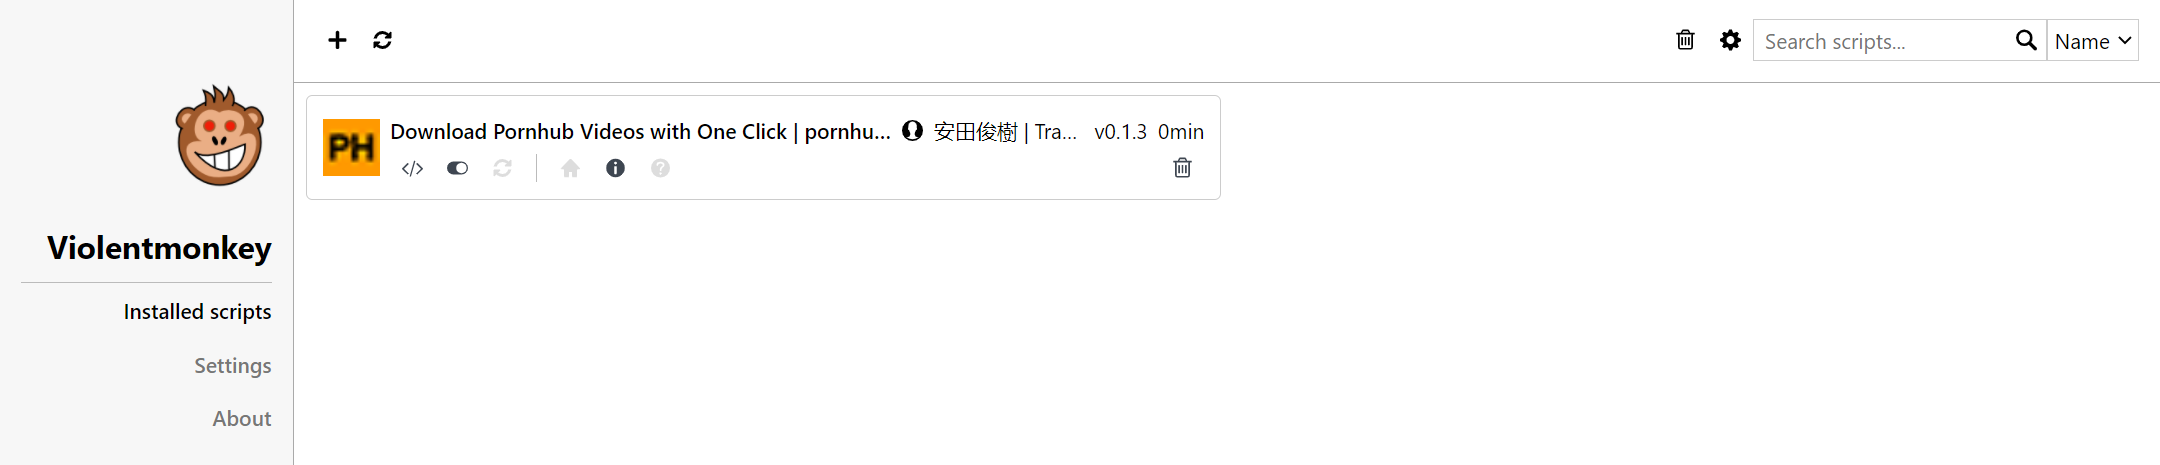 Search scripts...
Name
PH
Download Pornhub Videos with One Click | pornhu...
安田俊樹 | Tra...
v0.1.3
0min
Violentmonkey
Installed scripts
Settings
About